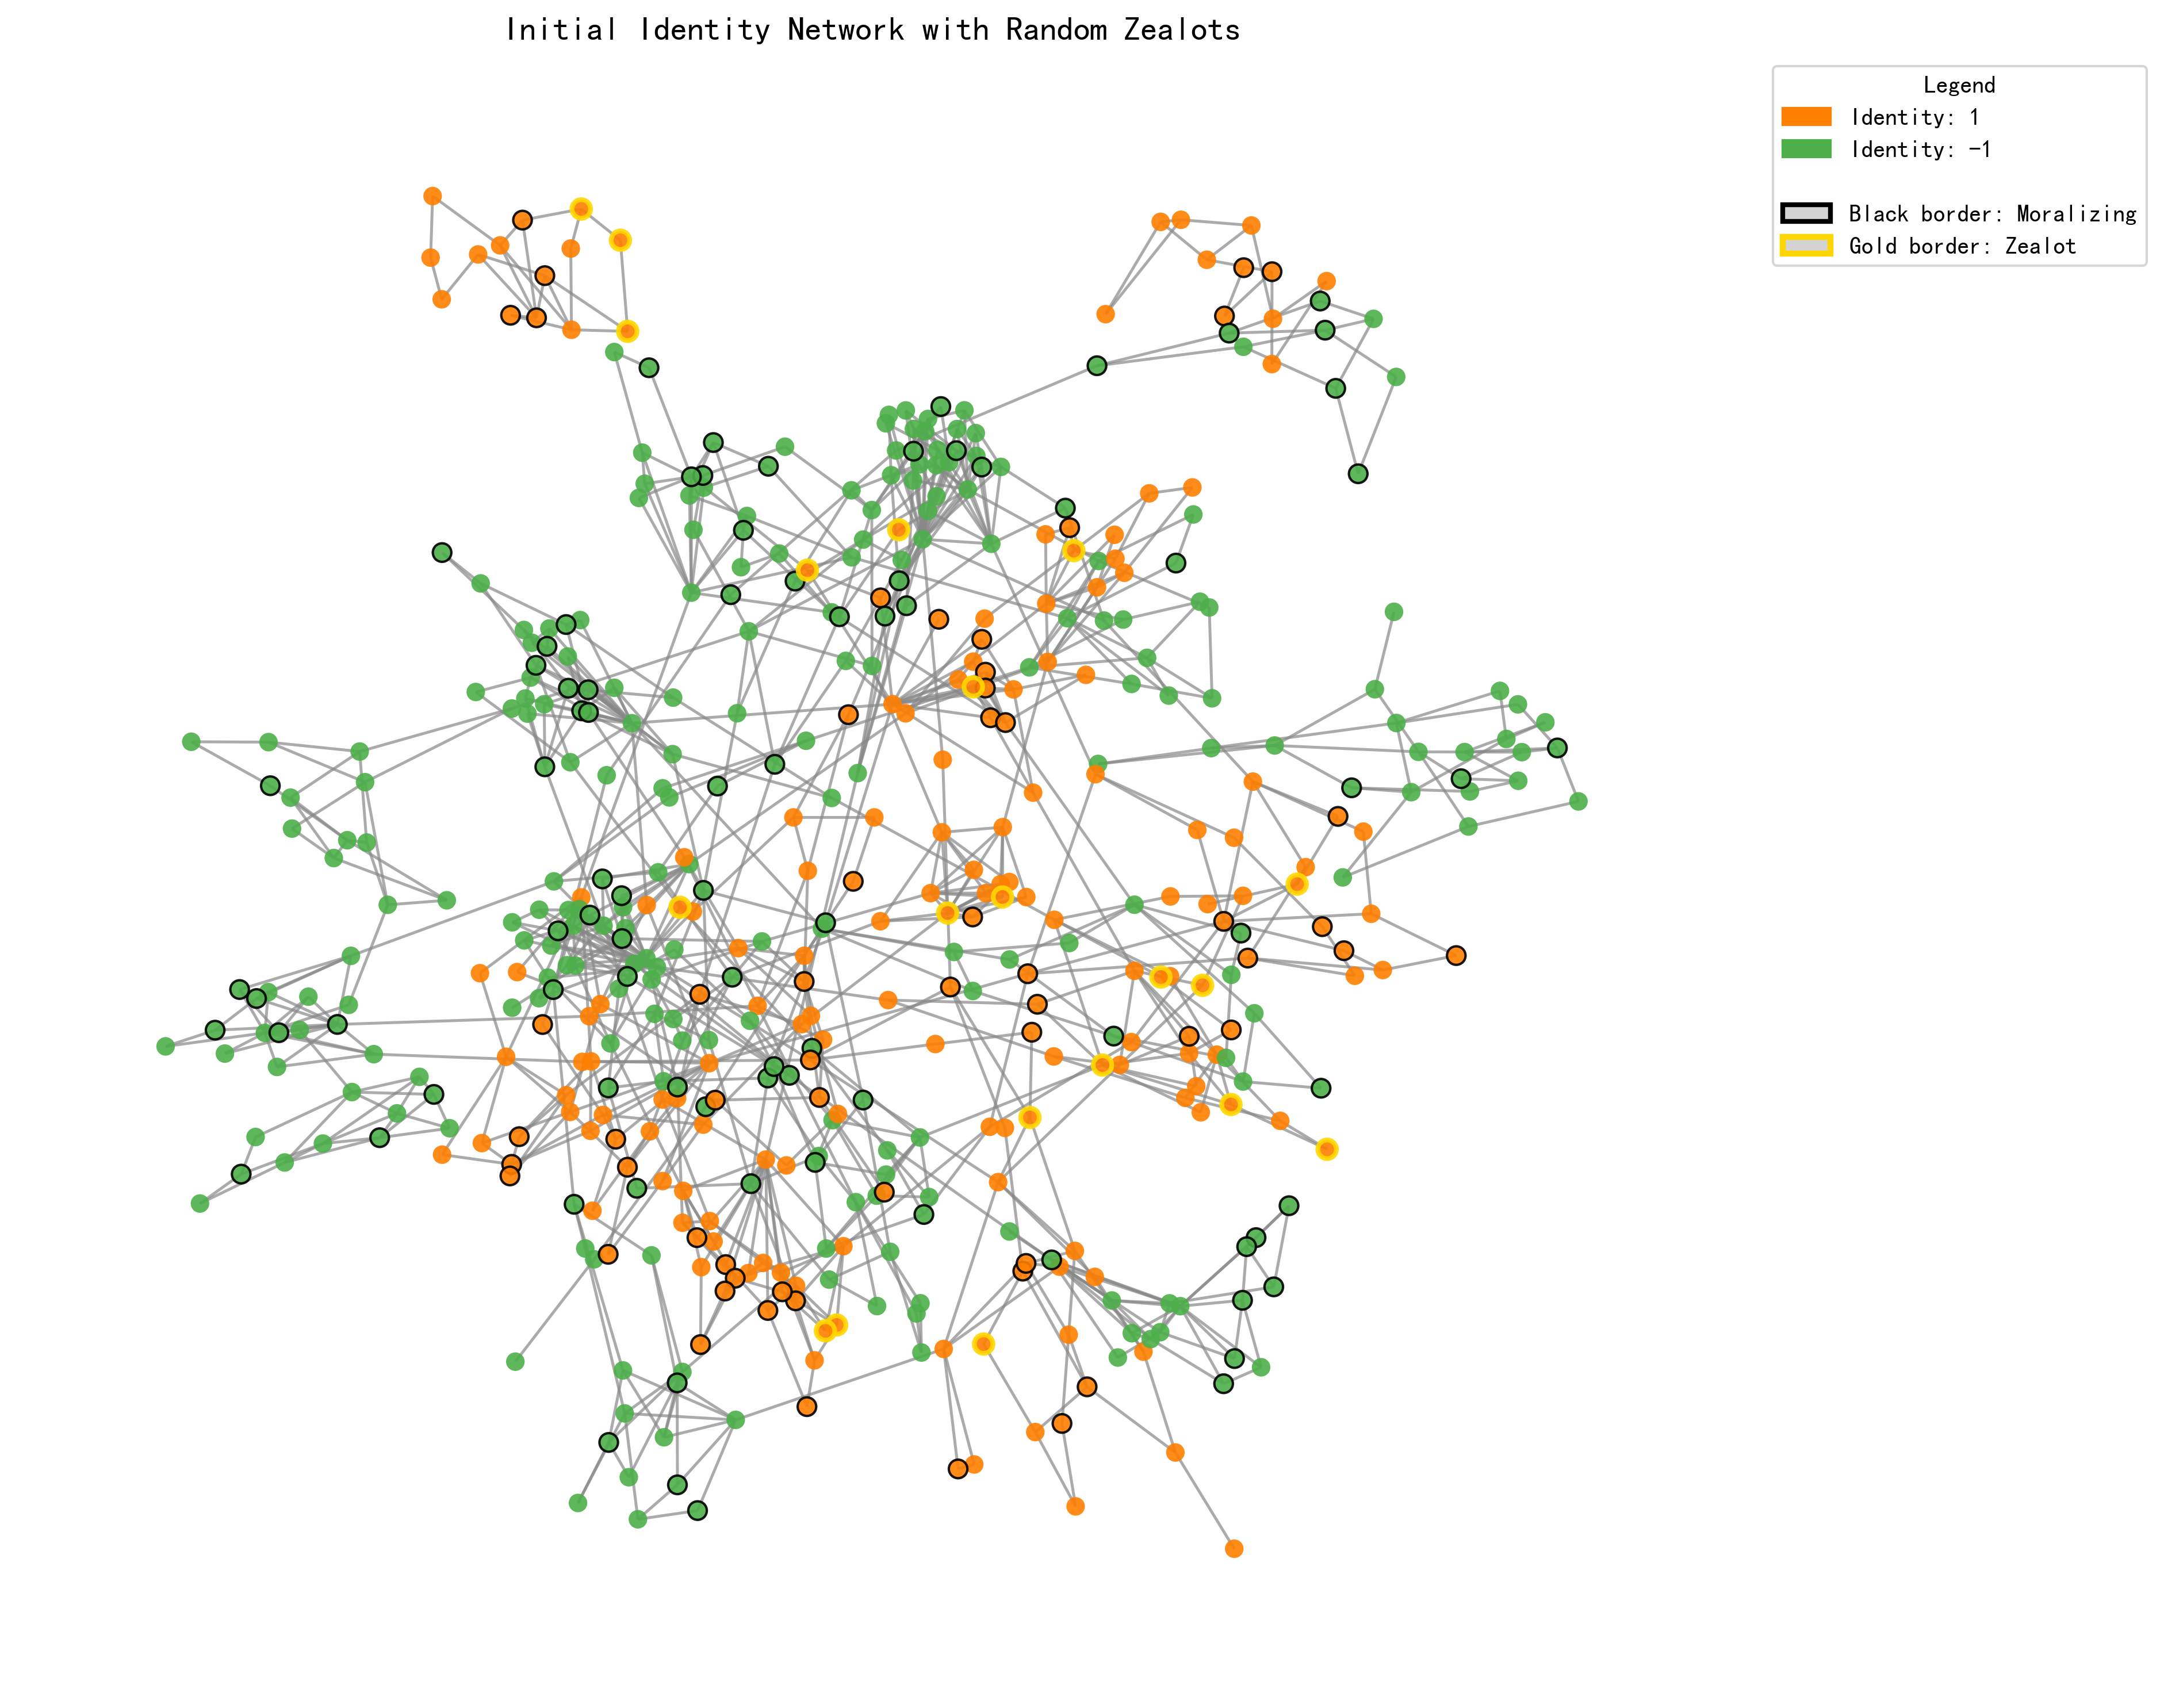 Initial Identity Network with Random Zealots
Legend
Identity: 1
Identity: -1
Black border: Moralizing
Gold border: Zealot